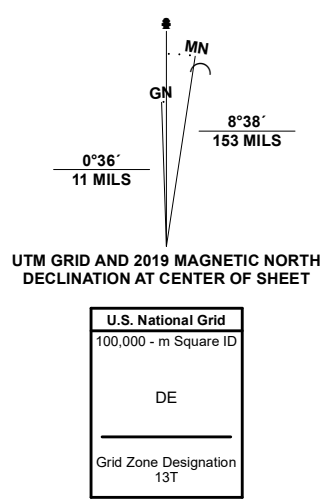 MN
GN
8°38´
153 MILS
0°36´
11 MILS
UTM GRID AND 2019 MAGNETIC NORTH
DECLINATION AT CENTER OF SHEET
U.S. National Grid
100,000 - m Square ID
DE
Grid Zone Designation
13T